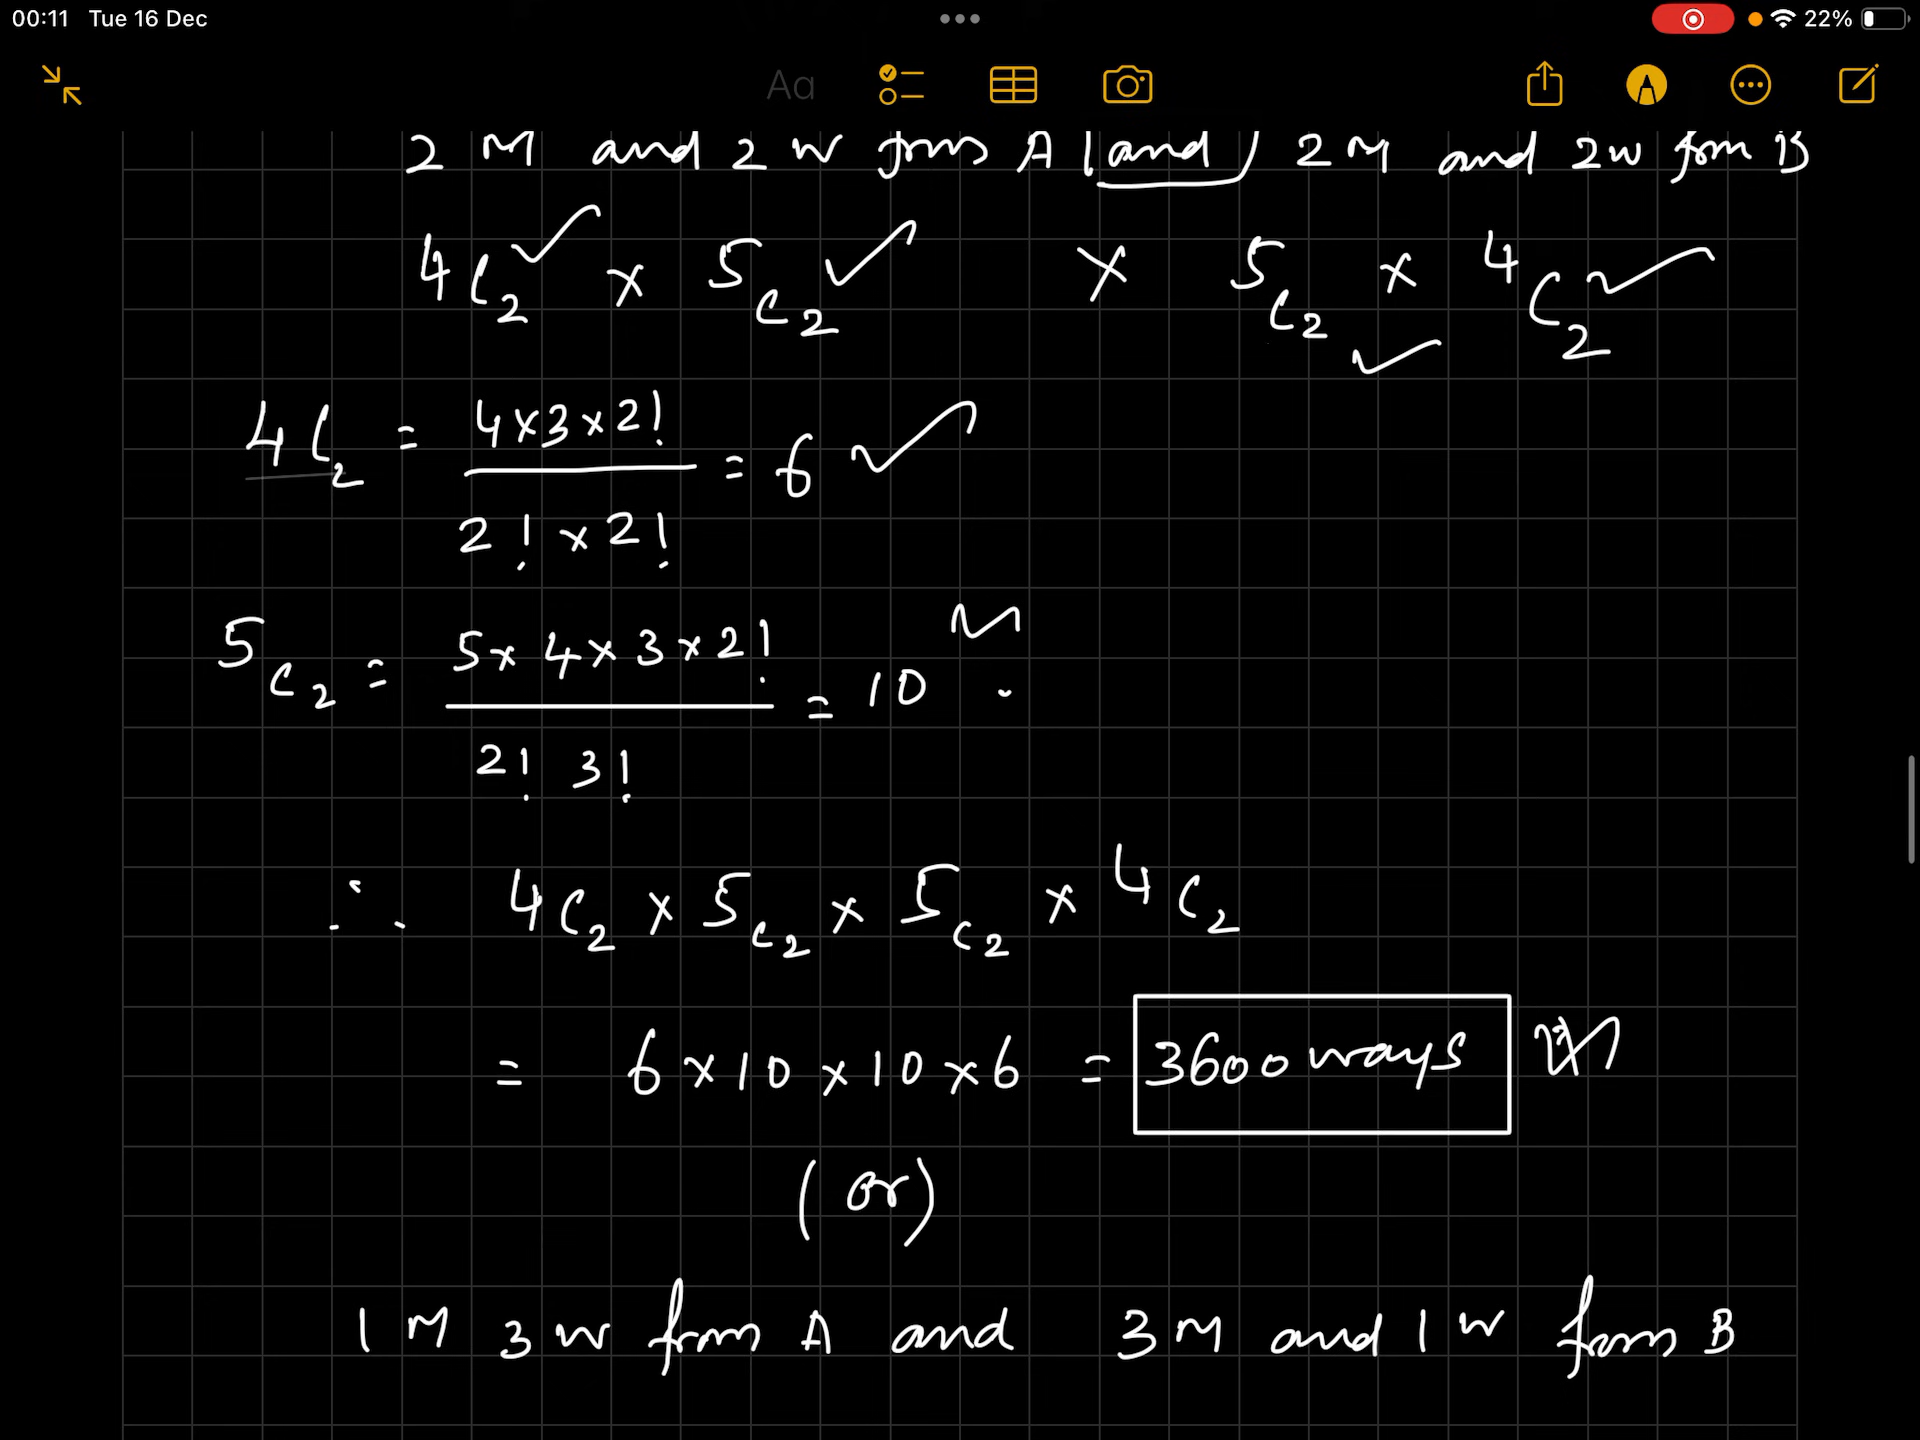 00:11 Tue 16 Dec
22%
Aa
2 M and 2 W from A (and) 2 M and 2 W from B
4C2 × 5C2 × 5C2 × 4C2
4C2 = 4×3×2! / 2! × 2! = 6
5C2 = 5×4×3×2! / 2! 3! = 10
∴ 4C2 × 5C2 × 5C2 × 4C2
= 6×10×10×6 = 3600 ways
(or)
1 M 3 W from A and 3 M and 1 W from B